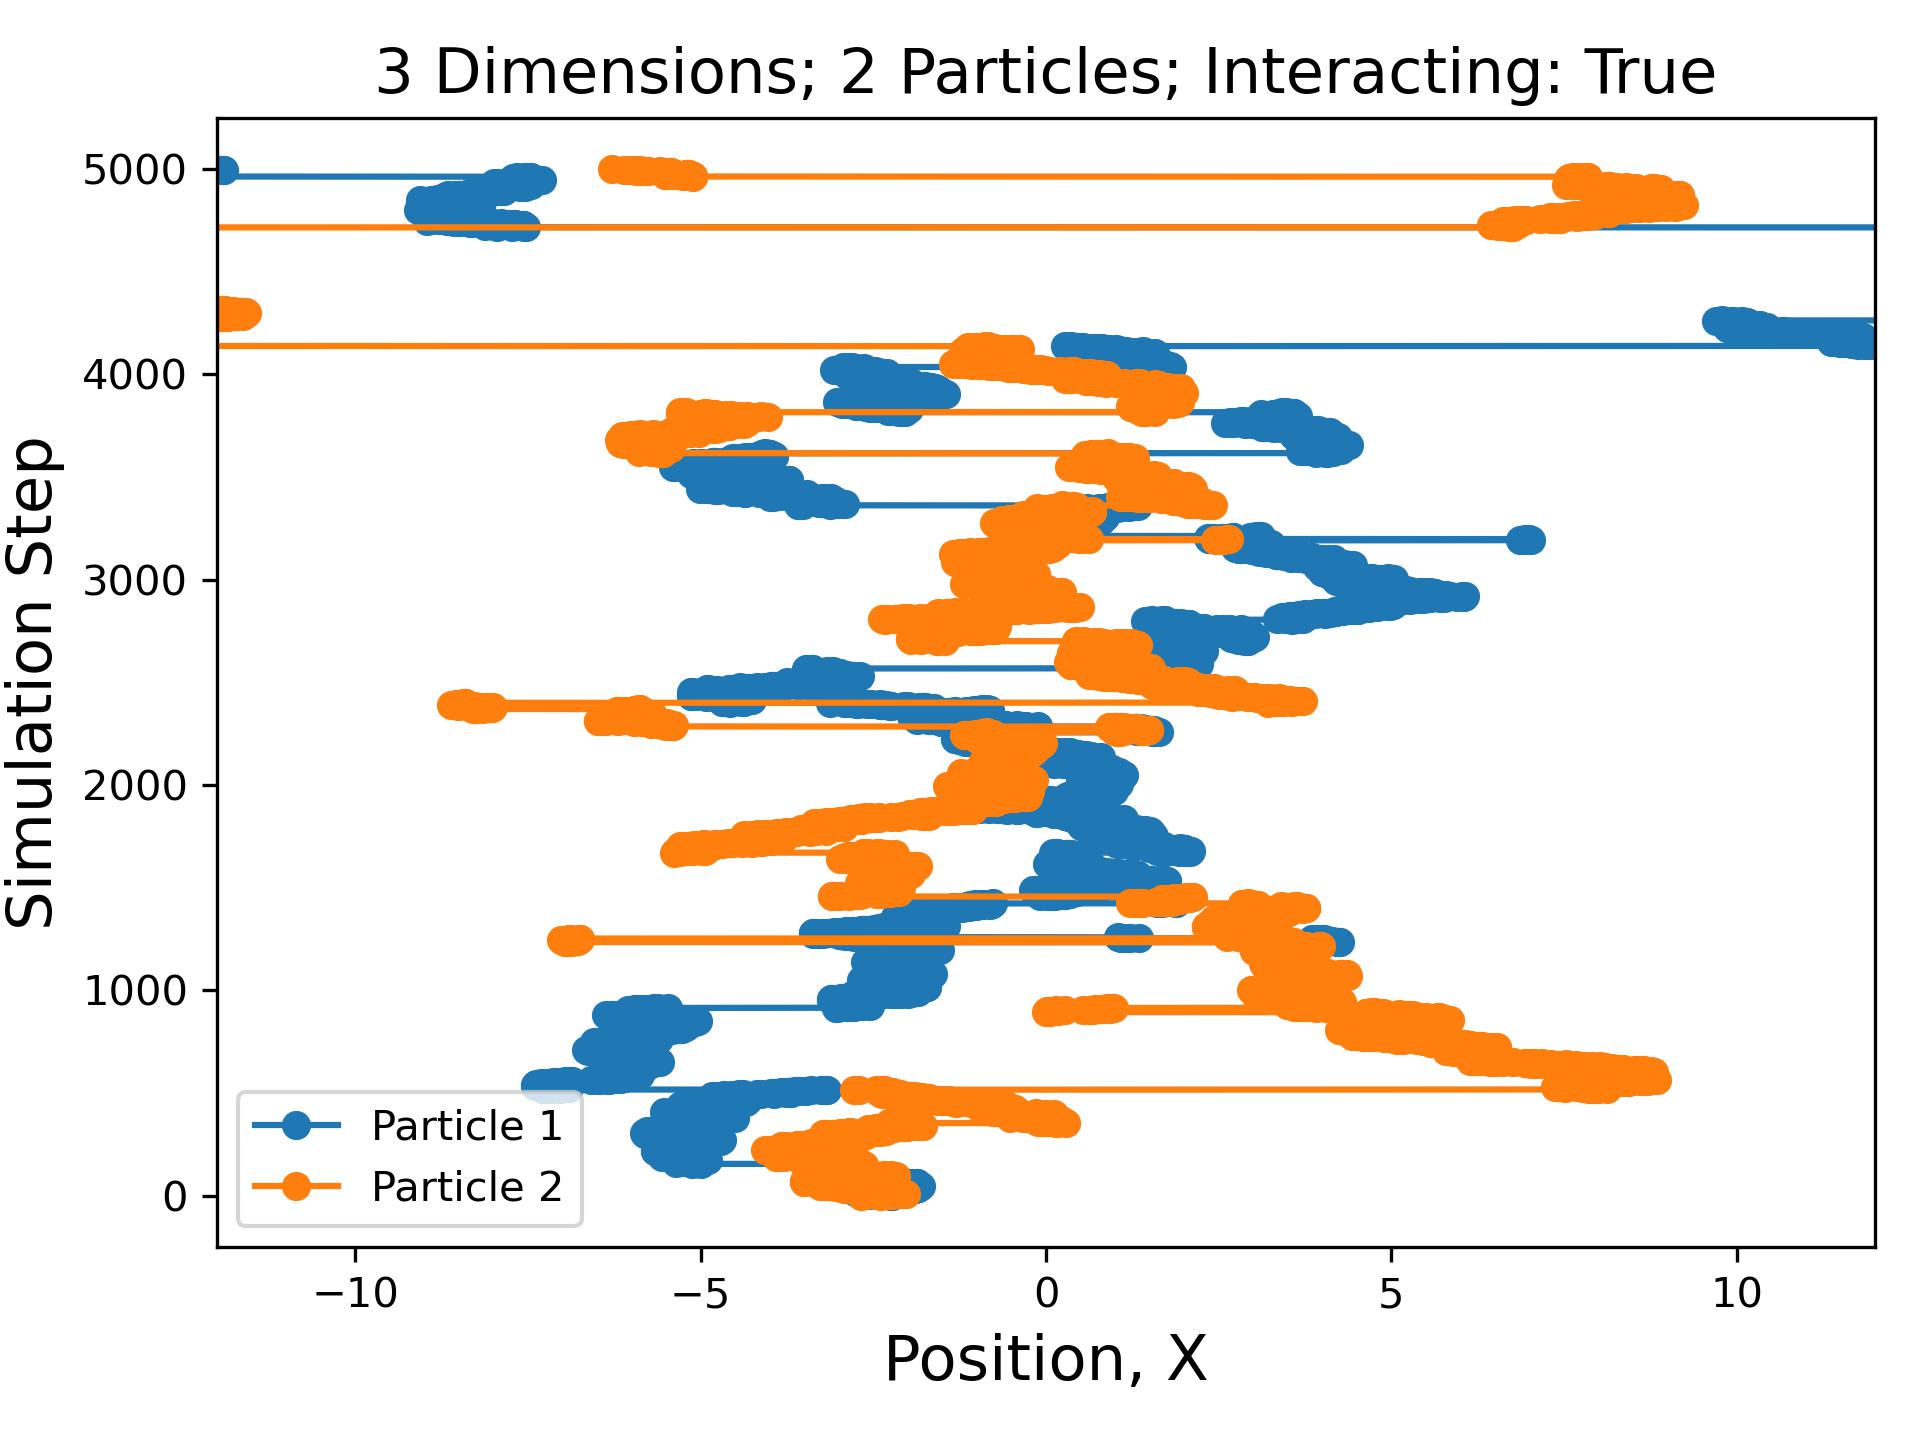 3 Dimensions; 2 Particles; Interacting: True
Simulation Step
5000
4000
3000
2000
1000
0
Particle 1
Particle 2
−10
−5
0
5
10
Position, X